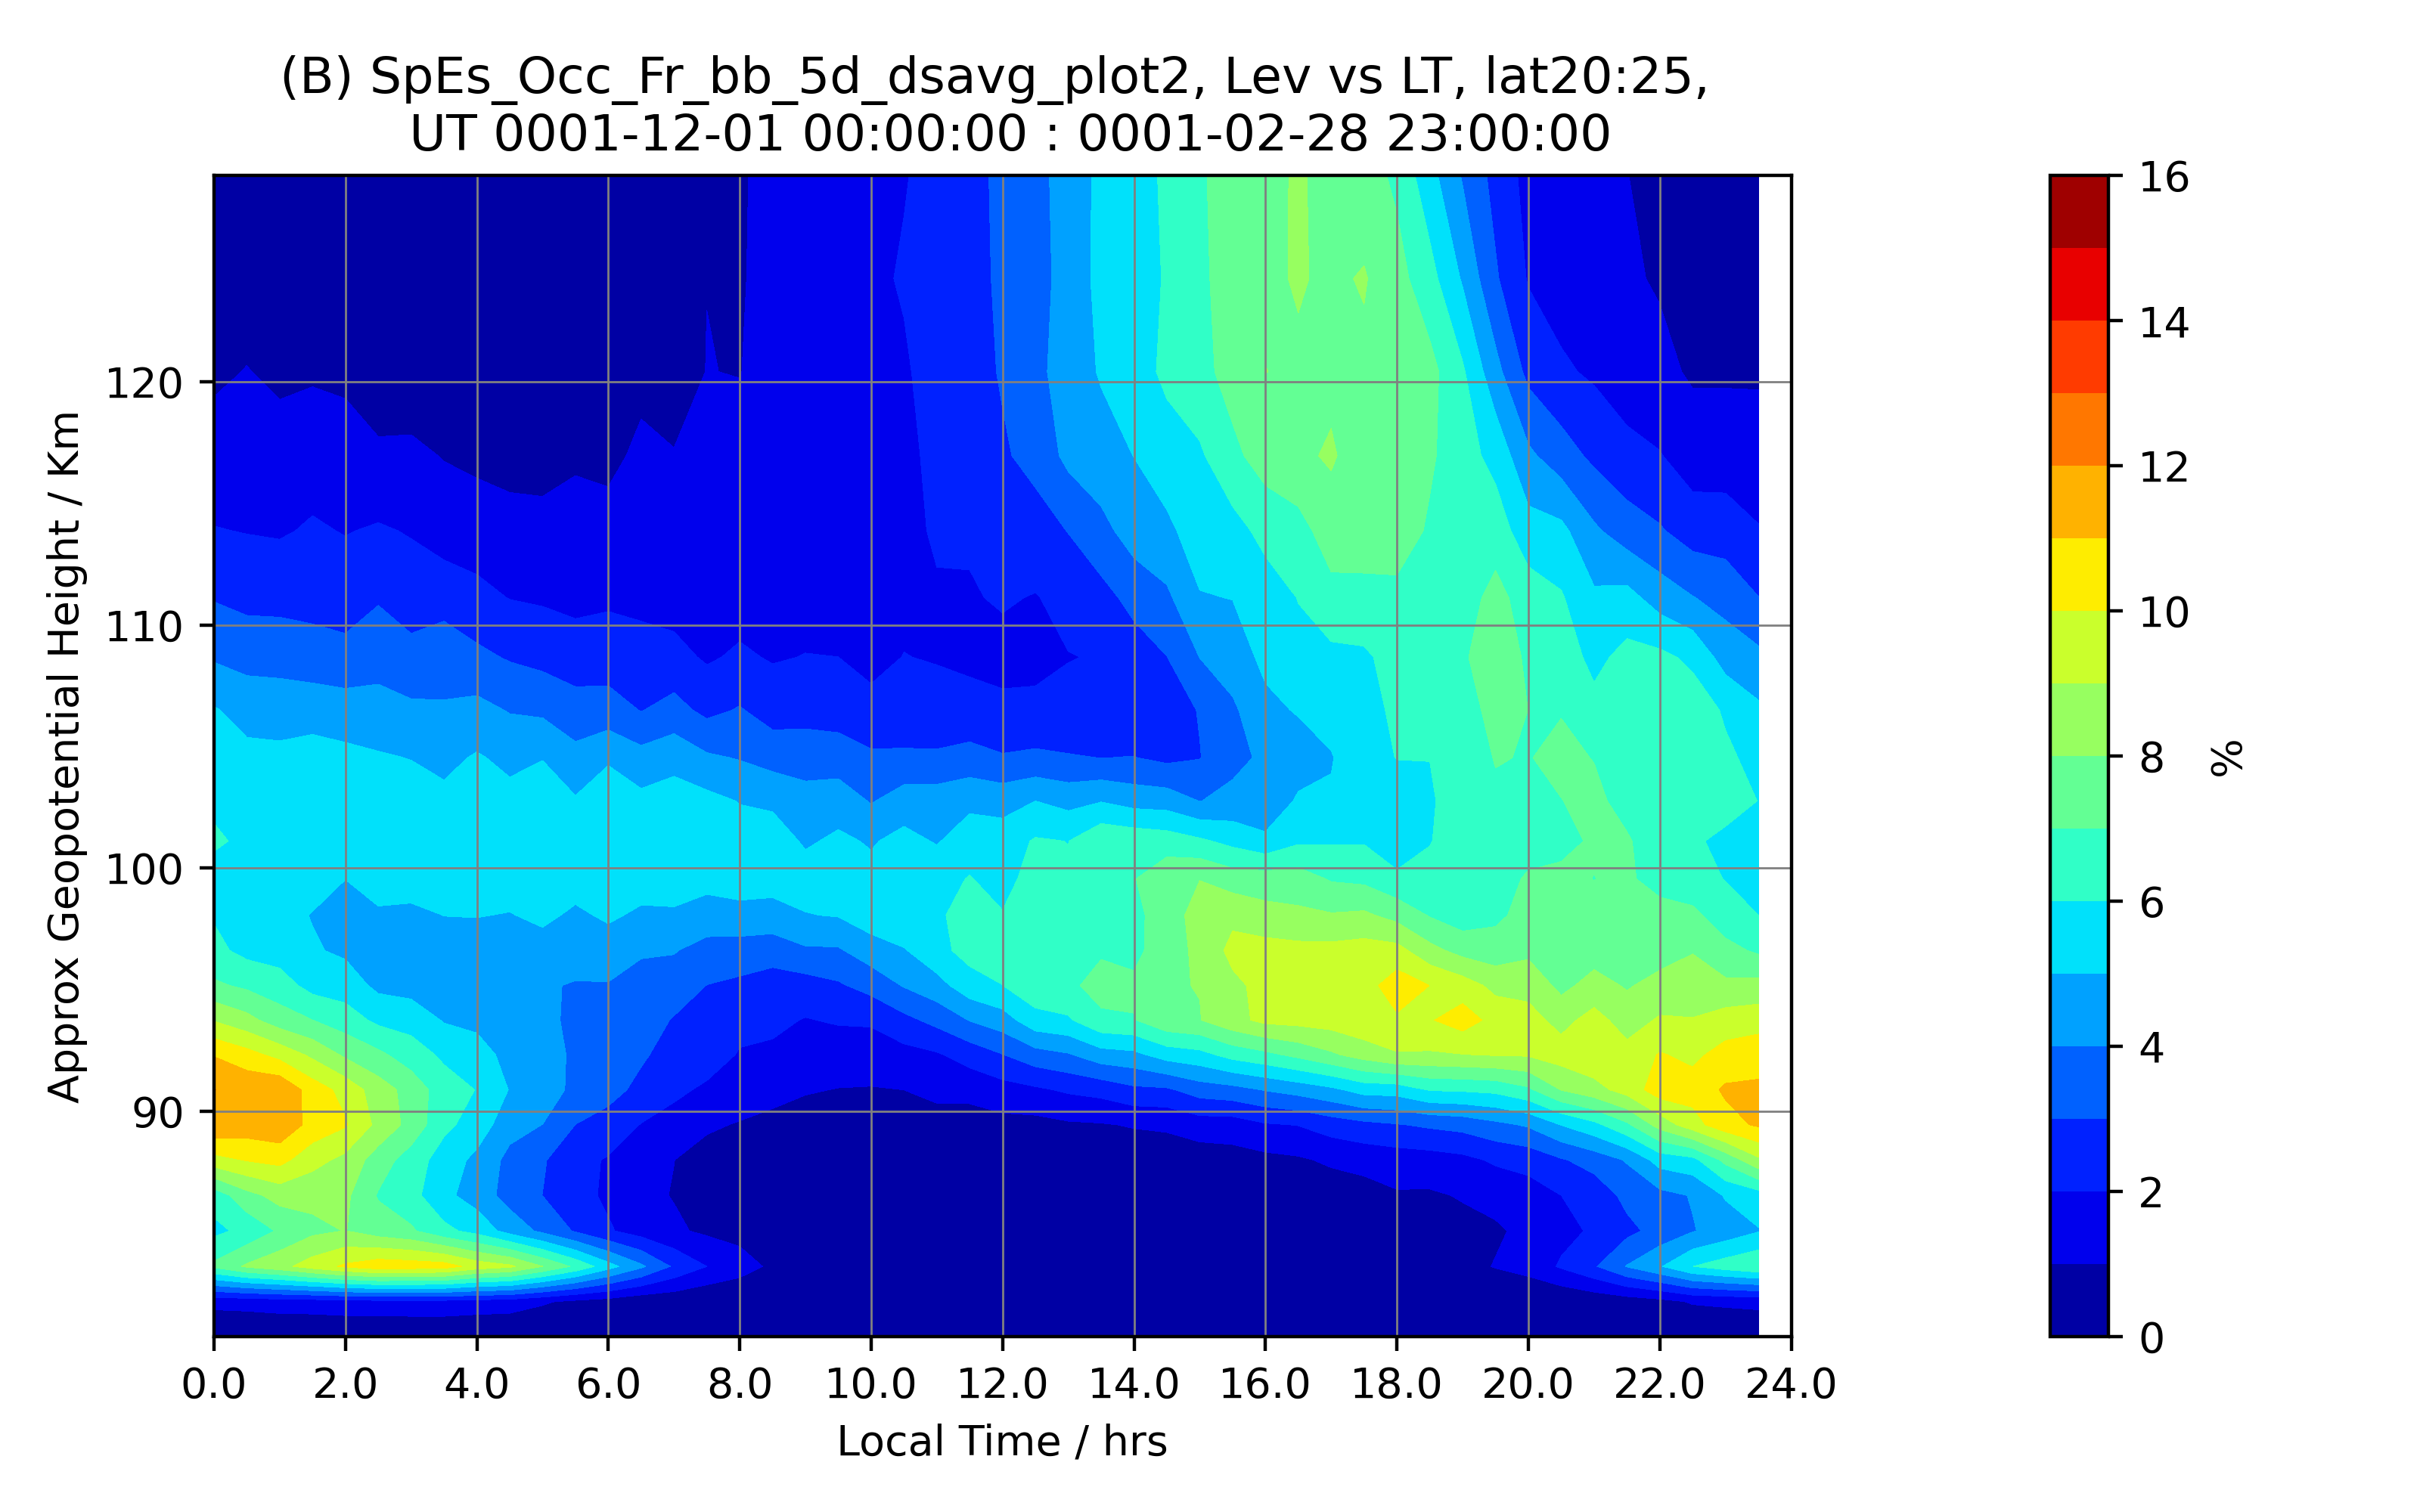 (B) SpEs_Occ_Fr_bb_5d_dsavg_plot2, Lev vs LT, lat20:25,
UT 0001-12-01 00:00:00 : 0001-02-28 23:00:00
Approx Geopotential Height / Km
120
110
100
90
0.0 2.0 4.0 6.0 8.0 10.0 12.0 14.0 16.0 18.0 20.0 22.0 24.0
Local Time / hrs
16
14
12
10
8
6
4
2
0
%